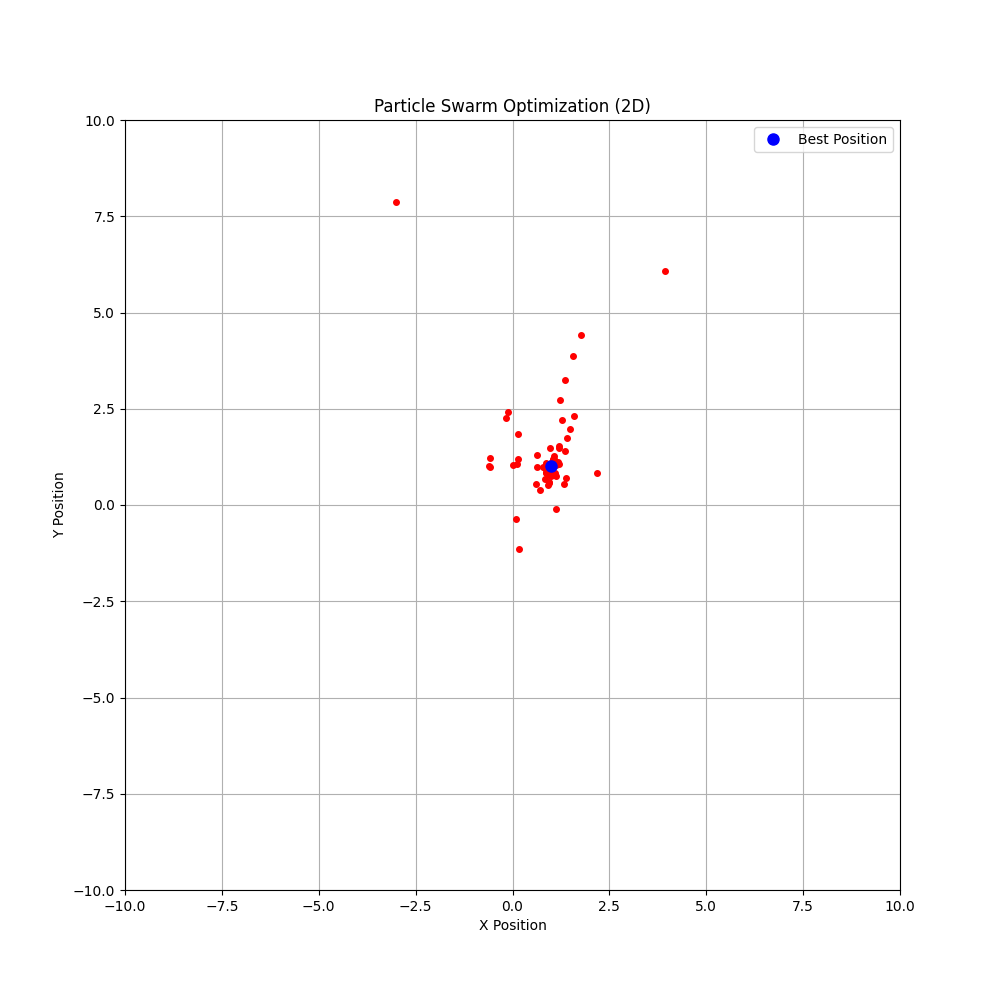 Particle Swarm Optimization (2D)
Best Position
10.0
7.5
5.0
2.5
0.0
−2.5
−5.0
−7.5
−10.0
Y Position
−10.0 −7.5 −5.0 −2.5 0.0 2.5 5.0 7.5 10.0
X Position